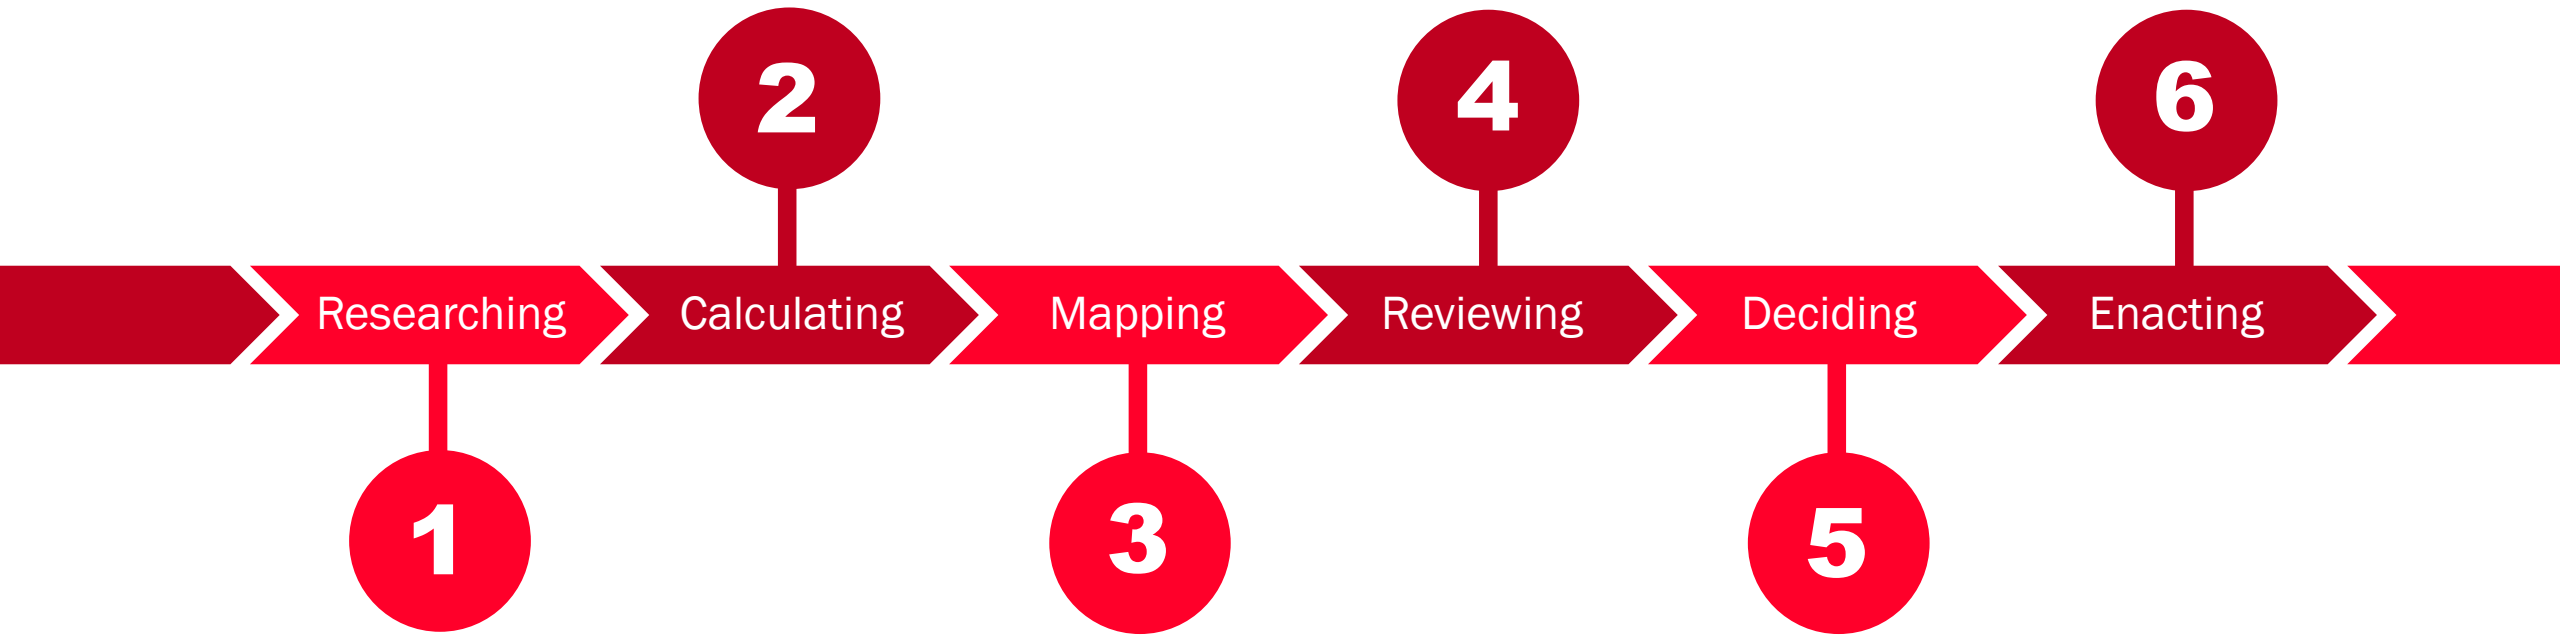 2
4
6
Researching
Calculating
Mapping
Reviewing
Deciding
Enacting
1
3
5